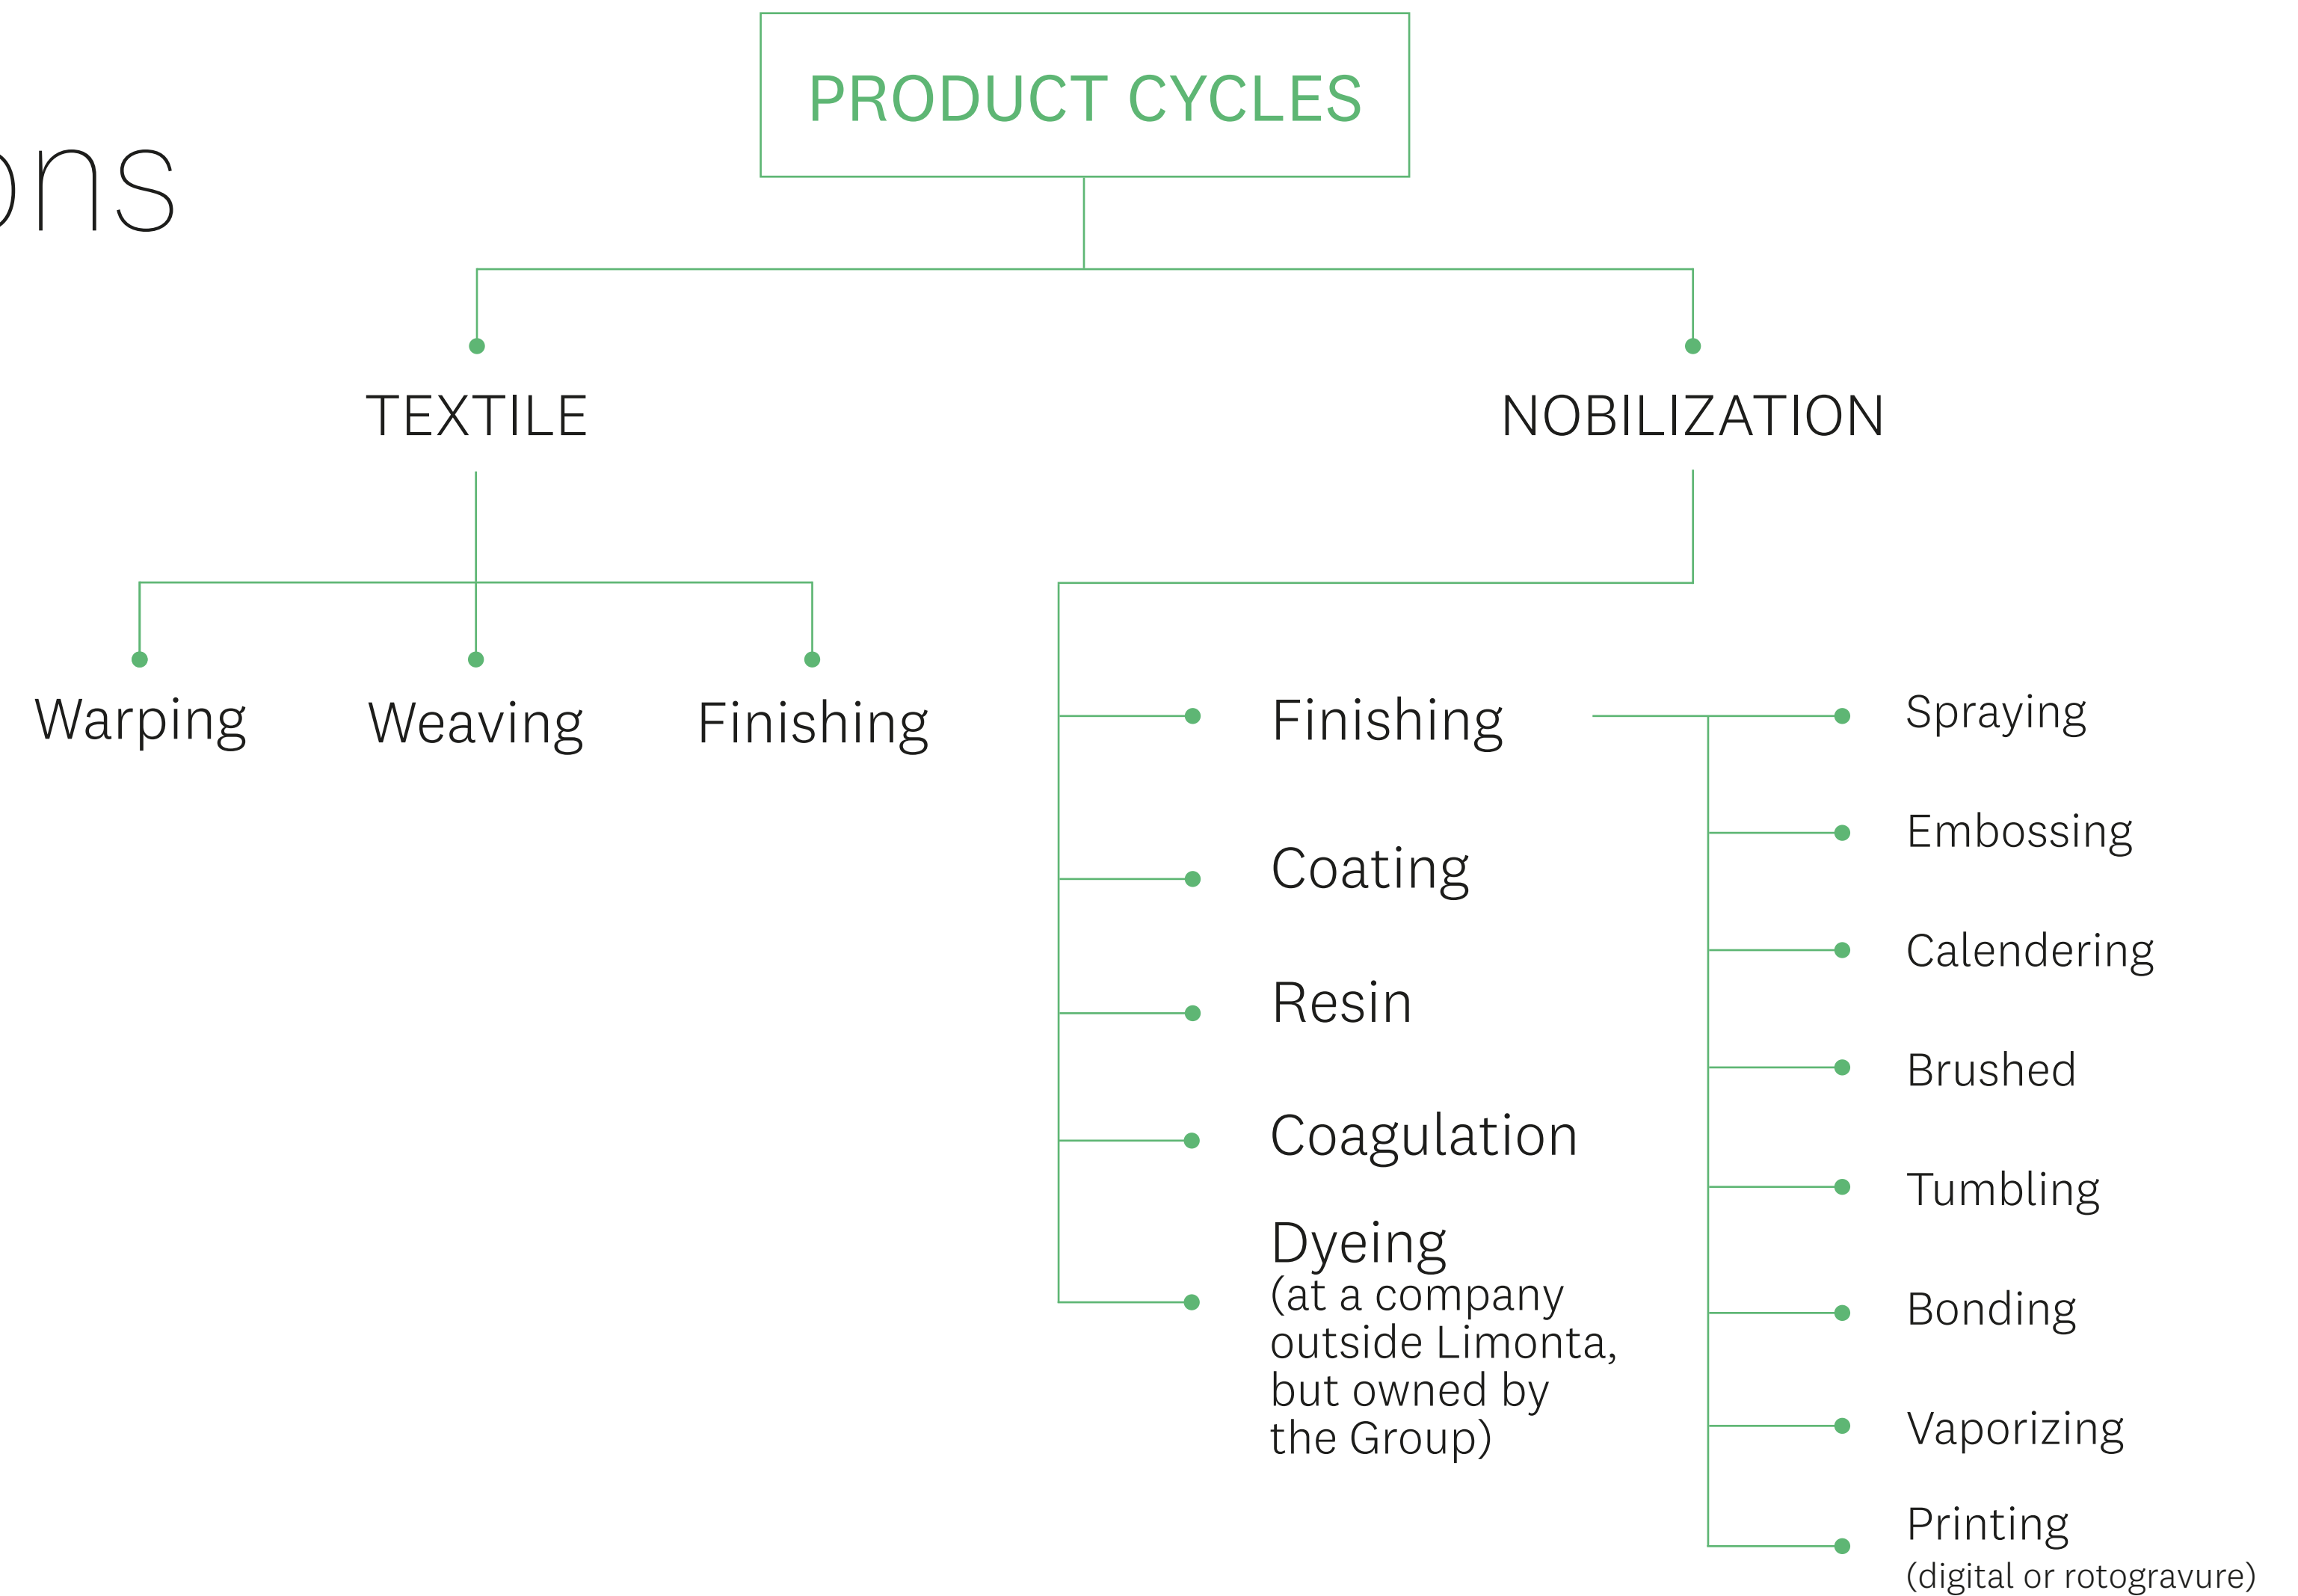 PRODUCT CYCLES
ons
TEXTILE
NOBILIZATION
Warping
Weaving
Finishing
Finishing
Coating
Resin
Coagulation
Dyeing
(at a company
outside Limonta,
but owned by
the Group)
Spraying
Embossing
Calendering
Brushed
Tumbling
Bonding
Vaporizing
Printing
(digital or rotogravure)